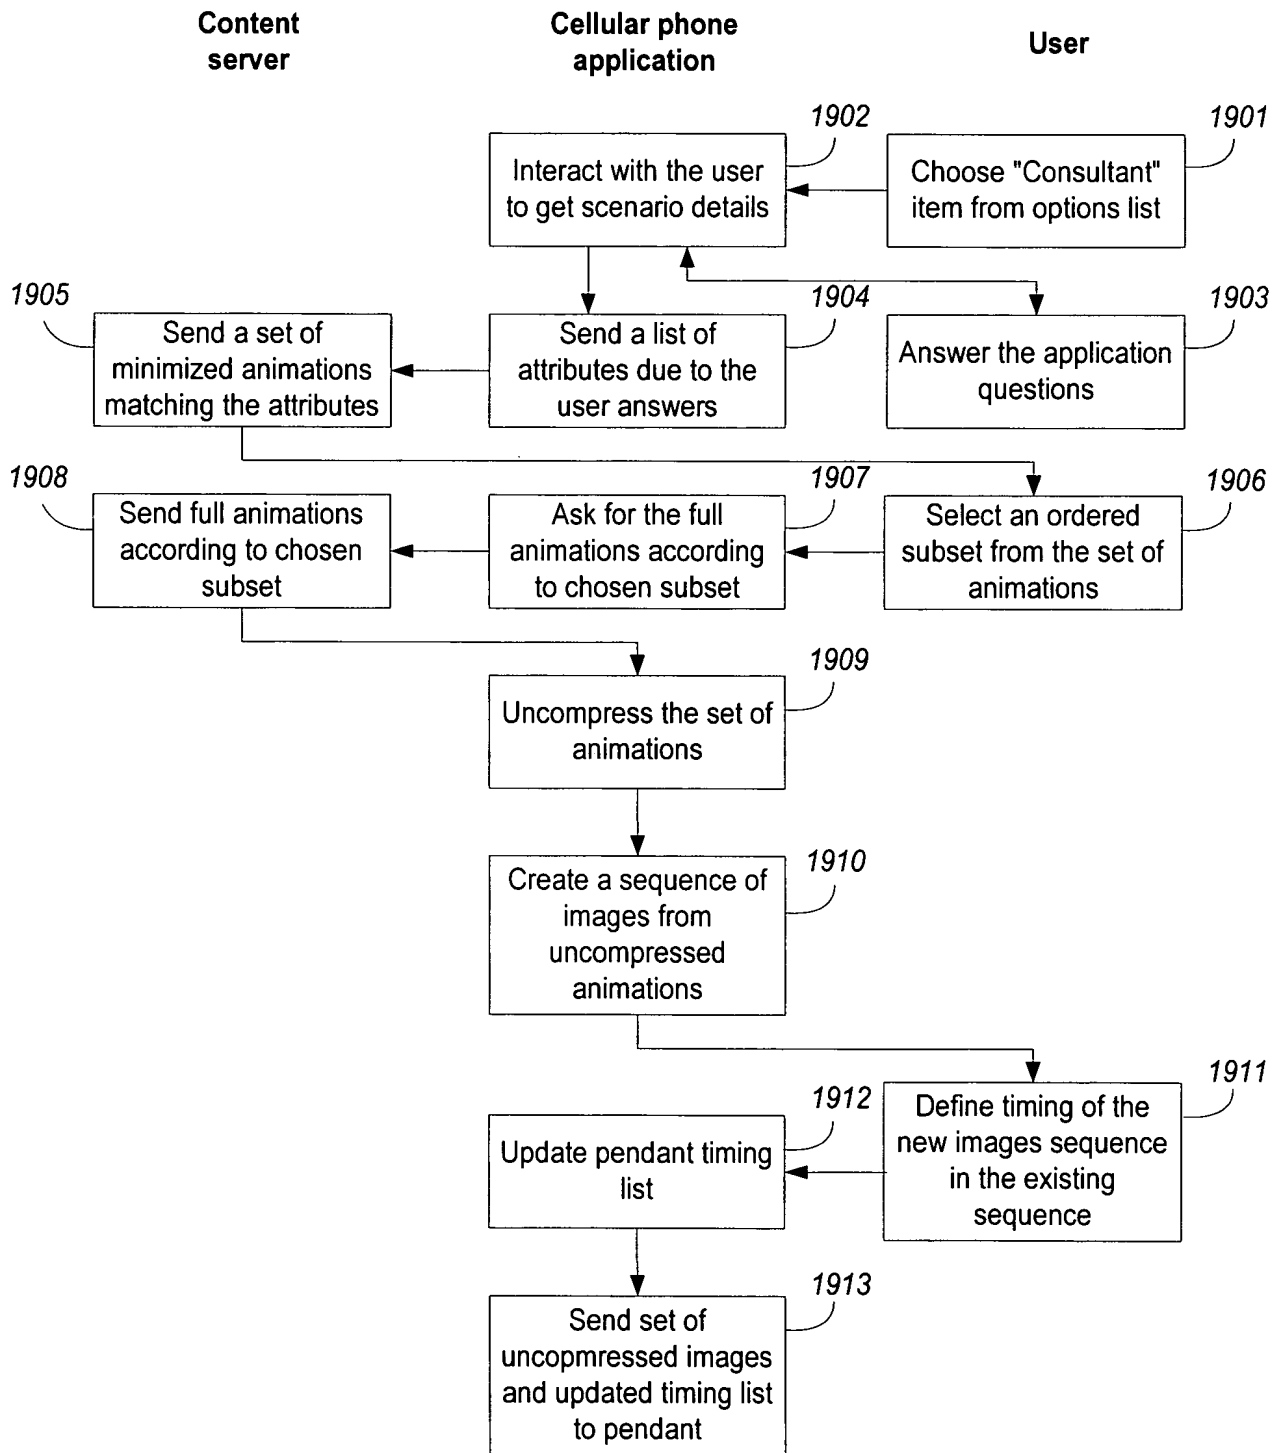 Content
server
Cellular phone
application
User
1902
1901
Interact with the user
to get scenario details
Choose "Consultant"
item from options list
1905
1904
1903
Send a set of
minimized animations
matching the attributes
Send a list of
attributes due to the
user answers
Answer the application
questions
1908
1907
1906
Send full animations
according to chosen
subset
Ask for the full
animations according
to chosen subset
Select an ordered
subset from the set of
animations
1909
Uncompress the set of
animations
1910
Create a sequence of
images from
uncompressed
animations
1912
1911
Update pendant timing
list
Define timing of the
new images sequence
in the existing
sequence
1913
Send set of
uncopmressed images
and updated timing list
to pendant